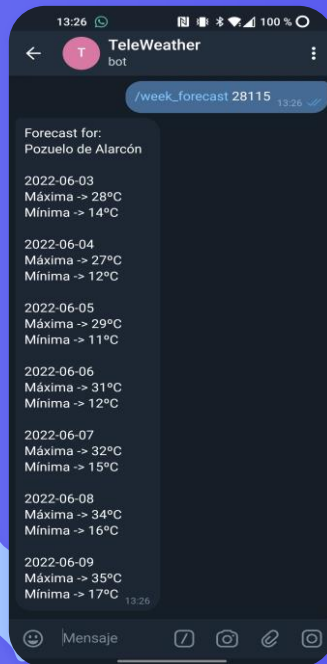 13:26
100 %
T
TeleWeather
bot
/week_forecast 28115
13:26
Forecast for:
Pozuelo de Alarcón
2022-06-03
Máxima -> 28ºC
Mínima -> 14ºC
2022-06-04
Máxima -> 27ºC
Mínima -> 12ºC
2022-06-05
Máxima -> 29ºC
Mínima -> 11ºC
2022-06-06
Máxima -> 31ºC
Mínima -> 12ºC
2022-06-07
Máxima -> 32ºC
Mínima -> 15ºC
2022-06-08
Máxima -> 34ºC
Mínima -> 16ºC
2022-06-09
Máxima -> 35ºC
Mínima -> 17ºC
13:26
Mensaje